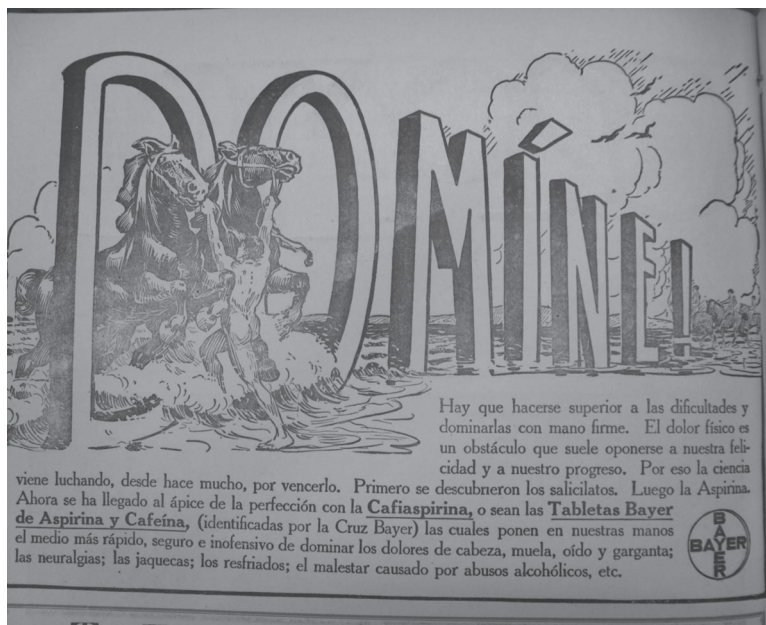 DOMÍNE!
Hay que hacerse superior a las dificultades y
dominarlas con mano firme. El dolor físico es
un obstáculo que suele oponerse a nuestra feli-
cidad y a nuestro progreso. Por eso la ciencia
viene luchando, desde hace mucho, por vencerlo. Primero se descubrieron los salicilatos. Luego la Aspirina.
Ahora se ha llegado al ápice de la perfección con la Cafiaspirina, o sean las Tabletas Bayer
de Aspirina y Cafeína, (identificadas por la Cruz Bayer) las cuales ponen en nuestras manos
el medio más rápido, seguro e inofensivo de dominar los dolores de cabeza, muela, oído y garganta;
las neuralgias; las jaquecas; los resfriados; el malestar causado por abusos alcohólicos, etc.
BAYER
BAYER